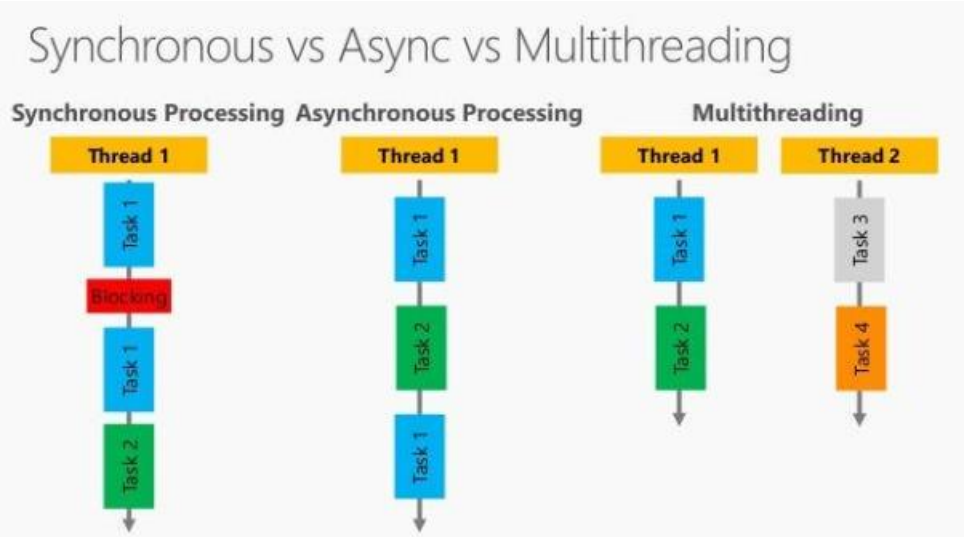 Synchronous vs Async vs Multithreading
Synchronous Processing
Thread 1
Task 1
Blocking
Task 1
Task 2
Asynchronous Processing
Thread 1
Task 1
Task 2
Task 1
Multithreading
Thread 1
Task 1
Task 2
Thread 2
Task 3
Task 4